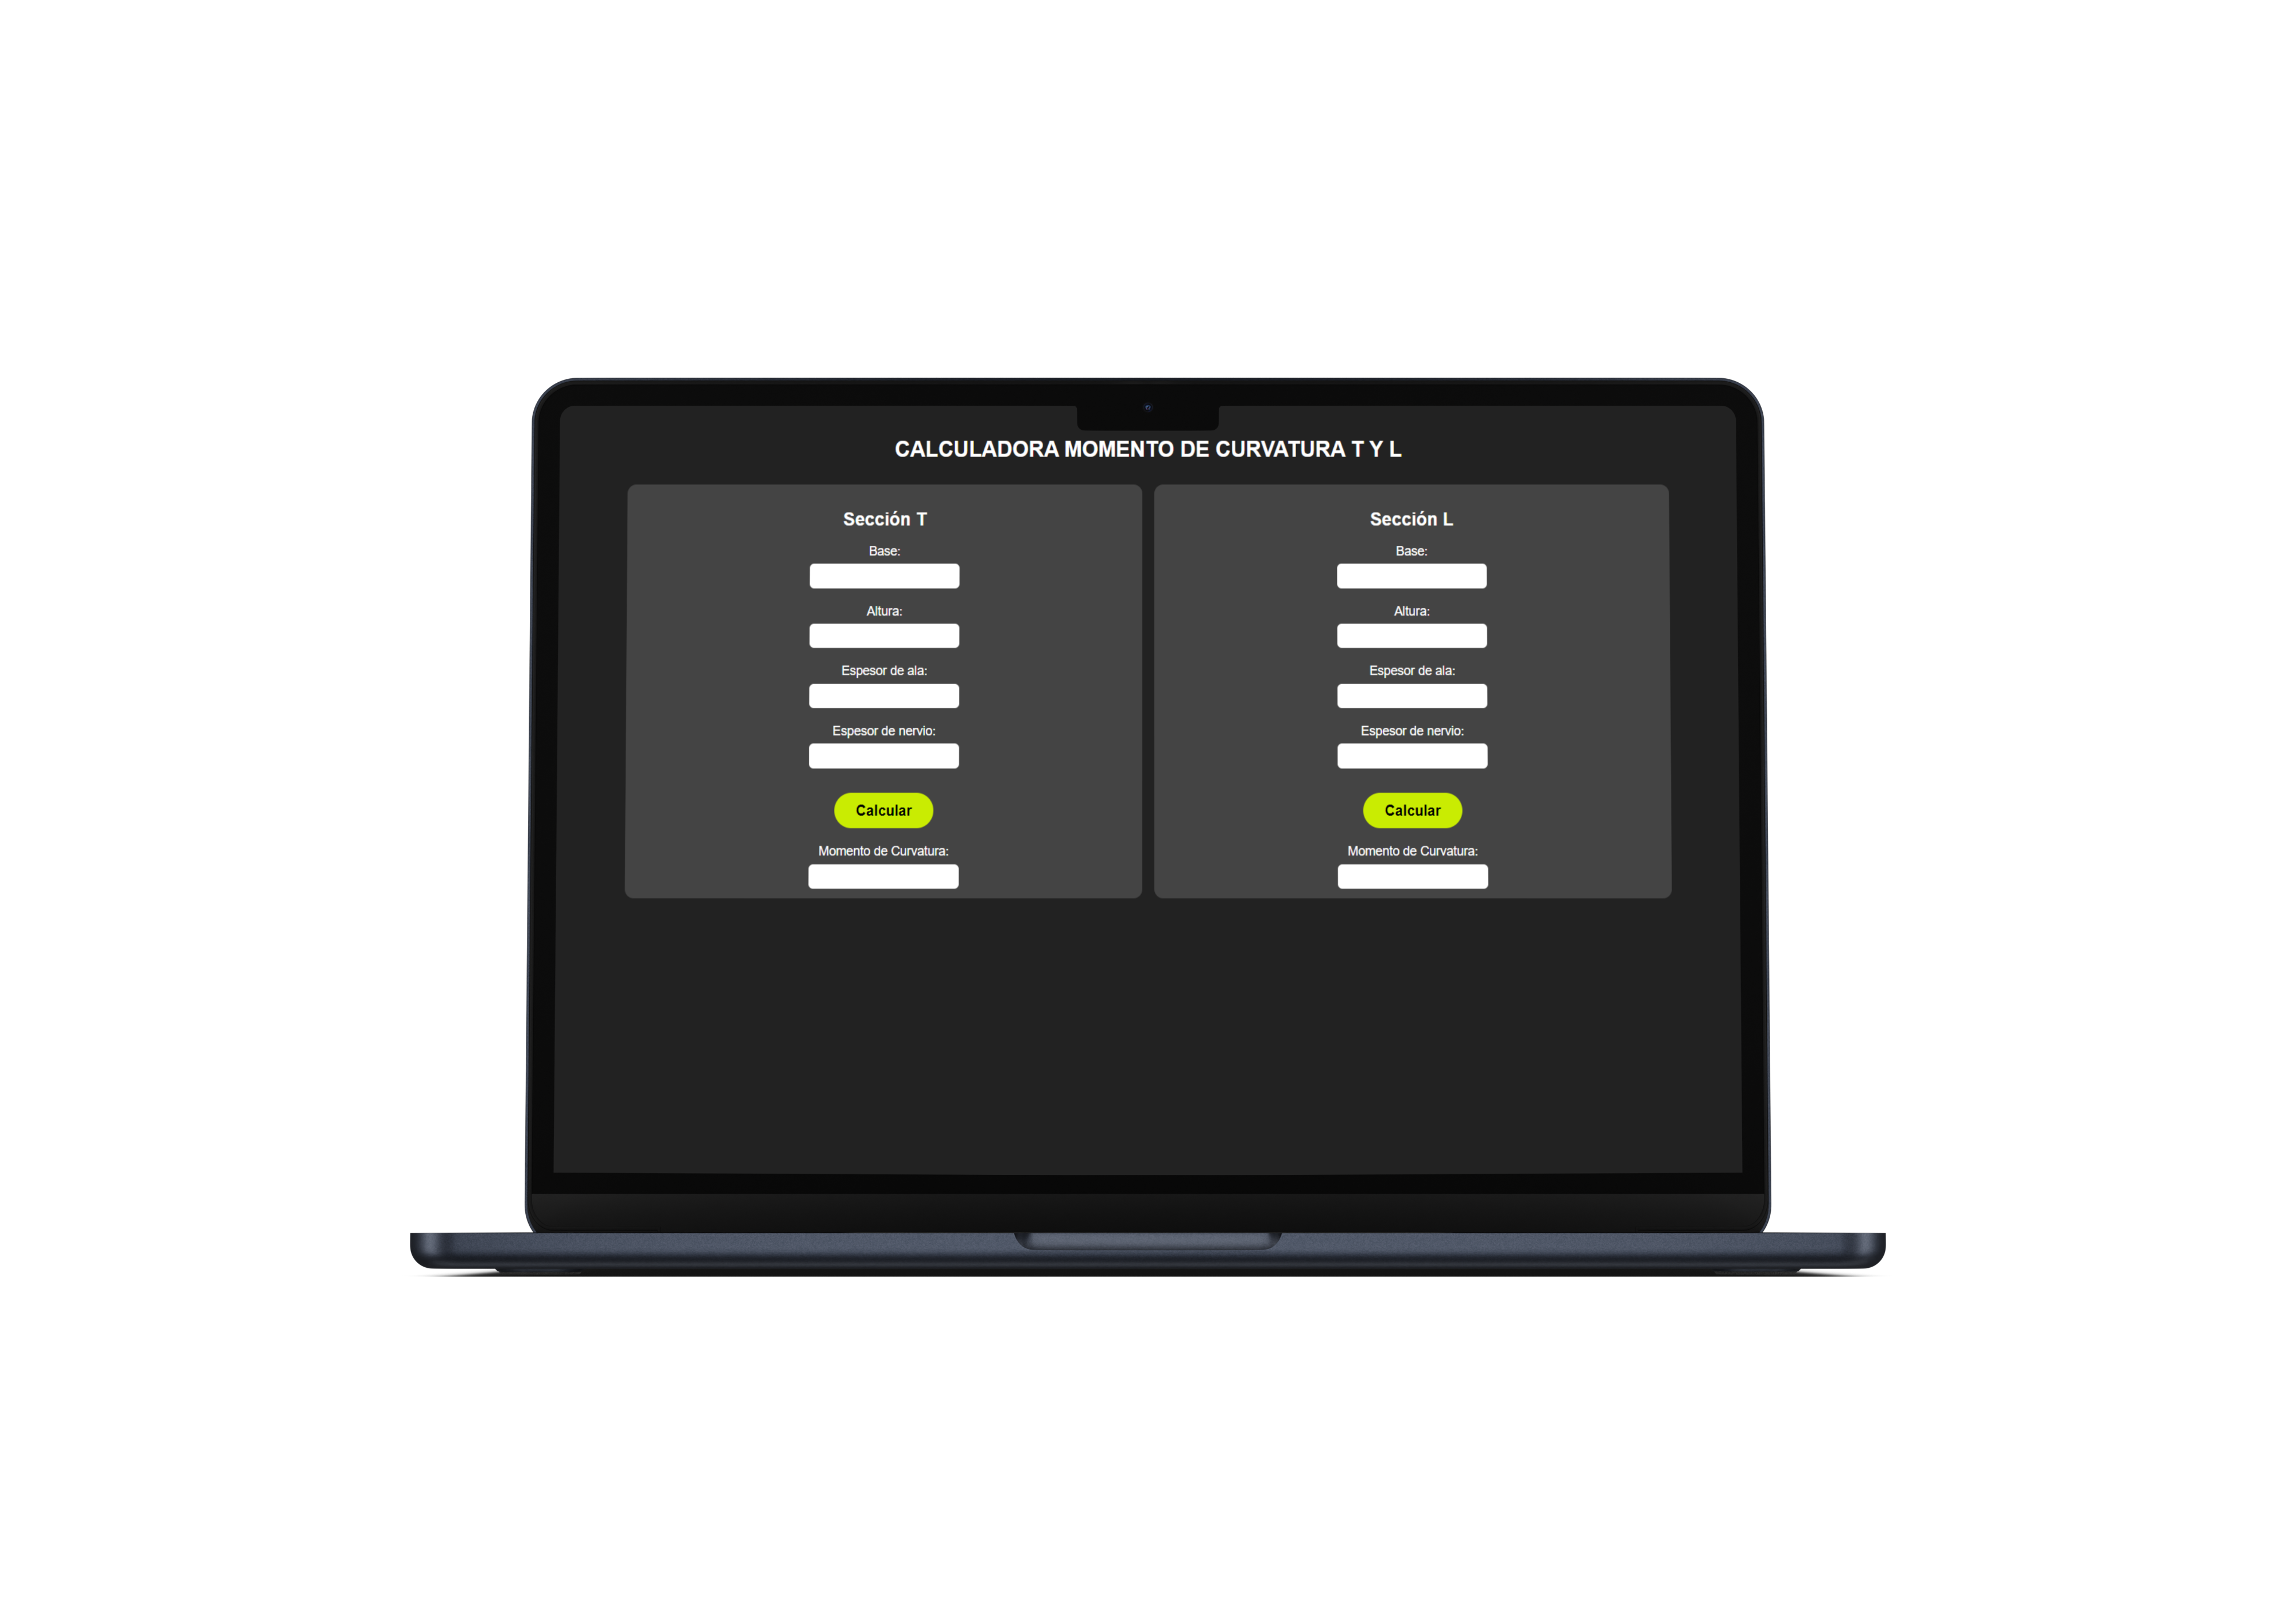 CALCULADORA MOMENTO DE CURVATURA T Y L
Sección T
Base:
Altura:
Espesor de ala:
Espesor de nervio:
Calcular
Momento de Curvatura:
Sección L
Base:
Altura:
Espesor de ala:
Espesor de nervio:
Calcular
Momento de Curvatura: